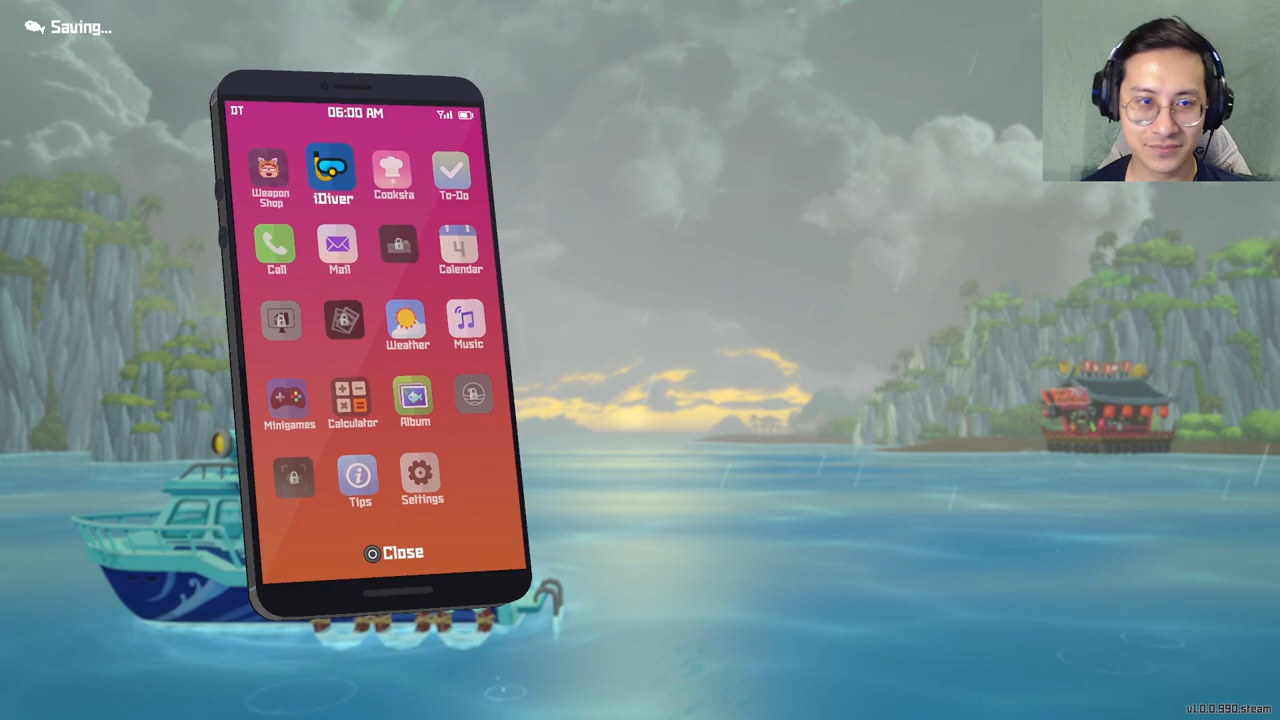 Saving...
DT
06:00 AM
Weapon
Shop
iDiver
Cooksta
To-Do
Call
Mail
4
Calendar
Weather
Music
Minigames
Calculator
Album
Tips
Settings
Close
v1.0.0.990.steam